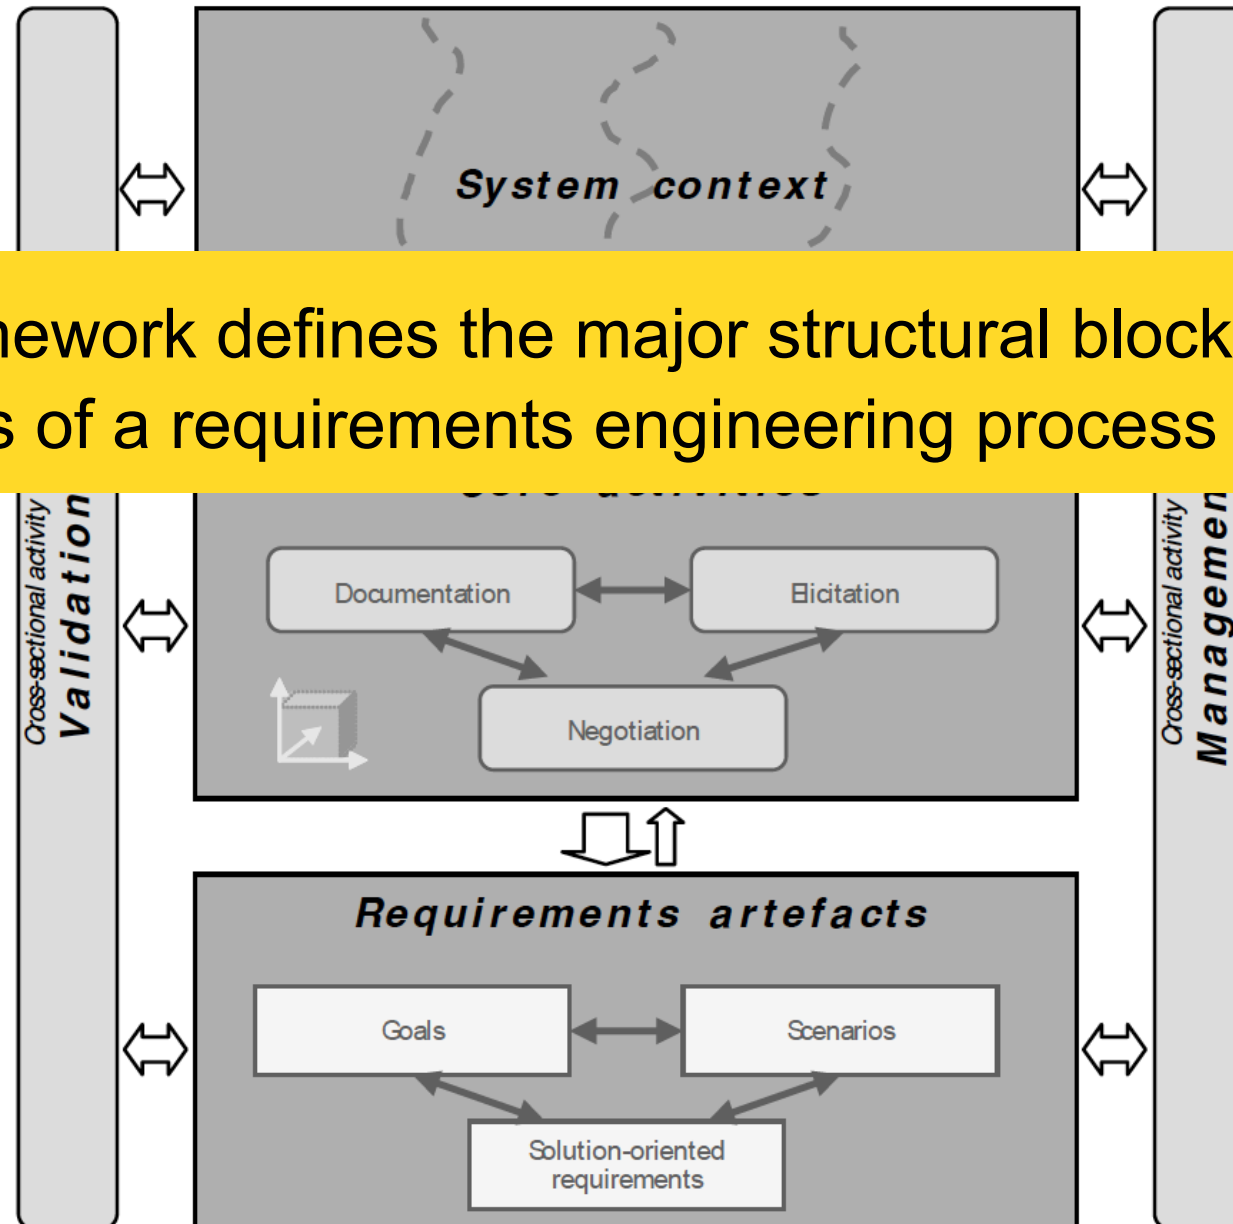 System context
mework defines the major structural block
s of a requirements engineering process
Cross-sectional activity
Validation
Documentation
Elicitation
Negotiation
Cross-sectional activity
Managemen
Requirements artefacts
Goals
Scenarios
Solution-oriented
requirements